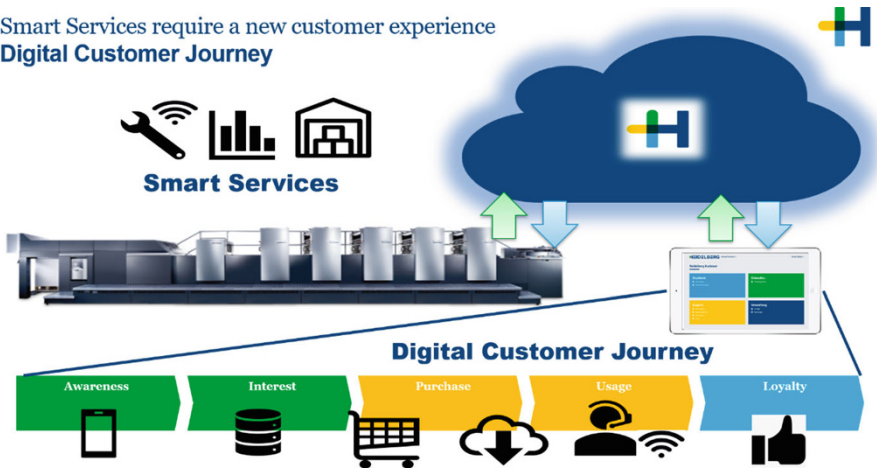 Smart Services require a new customer experience
Digital Customer Journey
Smart Services
HEIDELBERG
Digital Customer Journey
Awareness
Interest
Purchase
Usage
Loyalty